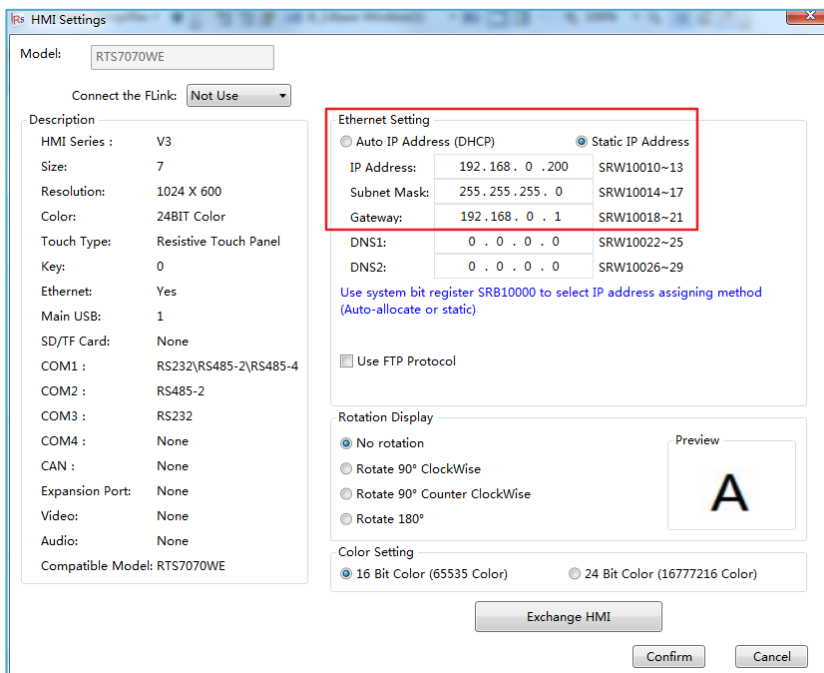 Rs HMI Settings
Model: RTS7070WE
Connect the FLink: Not Use
Description
HMI Series : V3
Size: 7
Resolution: 1024 X 600
Color: 24BIT Color
Touch Type: Resistive Touch Panel
Key: 0
Ethernet: Yes
Main USB: 1
SD/TF Card: None
COM1 : RS232\RS485-2\RS485-4
COM2 : RS485-2
COM3 : RS232
COM4 : None
CAN : None
Expansion Port: None
Video: None
Audio: None
Compatible Model: RTS7070WE
Ethernet Setting
Auto IP Address (DHCP) Static IP Address
IP Address: 192.168. 0 .200 SRW10010~13
Subnet Mask: 255.255.255. 0 SRW10014~17
Gateway: 192.168. 0 . 1 SRW10018~21
DNS1: 0 . 0 . 0 . 0 SRW10022~25
DNS2: 0 . 0 . 0 . 0 SRW10026~29
Use system bit register SRB10000 to select IP address assigning method
(Auto-allocate or static)
Use FTP Protocol
Rotation Display
No rotation
Rotate 90° ClockWise
Rotate 90° Counter ClockWise
Rotate 180°
Preview
A
Color Setting
16 Bit Color (65535 Color) 24 Bit Color (16777216 Color)
Exchange HMI
Confirm Cancel